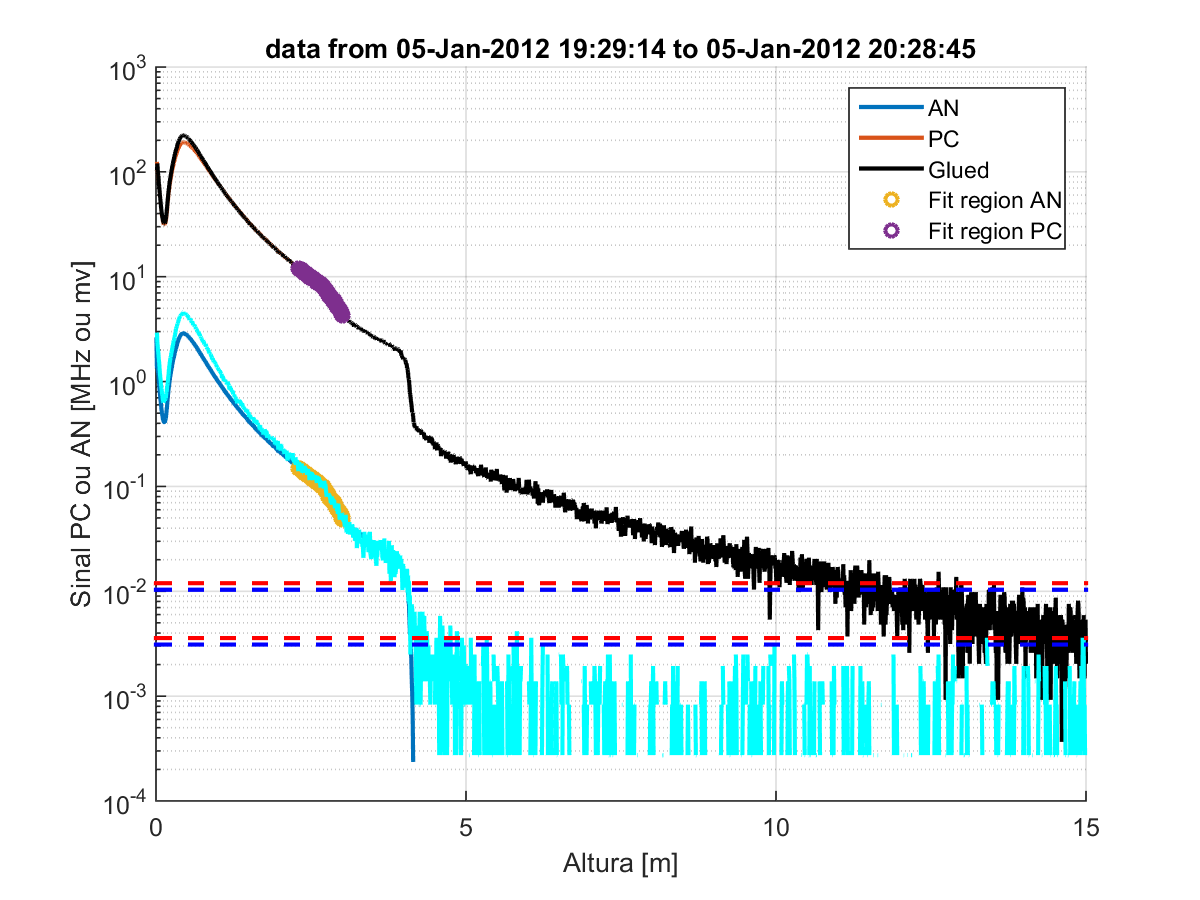 data from 05-Jan-2012 19:29:14 to 05-Jan-2012 20:28:45
10^3
10^2
10^1
10^0
10^-1
10^-2
10^-3
10^-4
Sinal PC ou AN [MHz ou mv]
AN
PC
Glued
Fit region AN
Fit region PC
0 5 10 15
Altura [m]